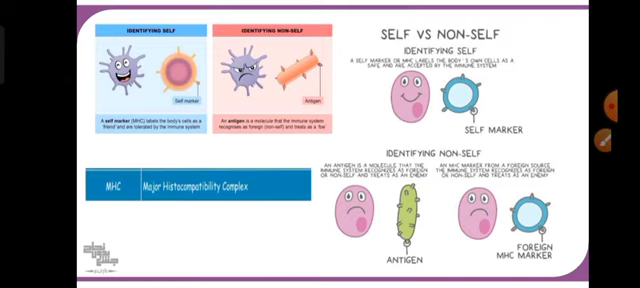 IDENTIFYING SELF
Self marker
A self marker (MHC) labels the body's cells as a
'friend' and are tolerated by the immune system
IDENTIFYING NON-SELF
Antigen
An antigen is a molecule that the immune system
recognises as foreign (non-self) and treats as a 'foe'
MHC
Major Histocompatibility Complex
SELF VS NON-SELF
IDENTIFYING SELF
A SELF MARKER OR MHC LABELS THE BODY'S OWN CELLS AS A
SAFE AND ARE ACCEPTED BY THE IMMUNE SYSTEM
SELF MARKER
IDENTIFYING NON-SELF
AN ANTIGEN IS A MOLECULE THAT THE
IMMUNE SYSTEM RECOGNIZES AS FOREIGN
OR NON-SELF AND TREATS AS AN ENEMY
ANTIGEN
AN MHC MARKER FROM A FOREIGN SOURCE
THE IMMUNE SYSTEM RECOGNIZES AS FOREIGN
OR NON-SELF AND TREATS AS AN ENEMY
FOREIGN
MHC MARKER